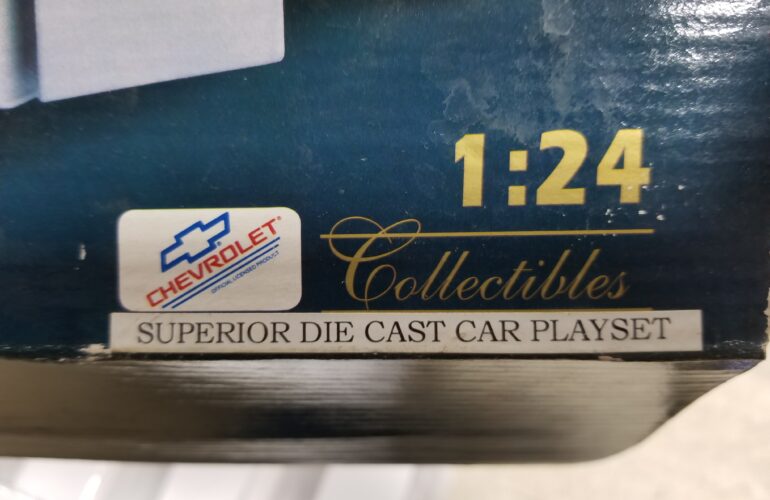 1:24
CHEVROLET
OFFICIAL LICENSED PRODUCT
Collectibles
SUPERIOR DIE CAST CAR PLAYSET